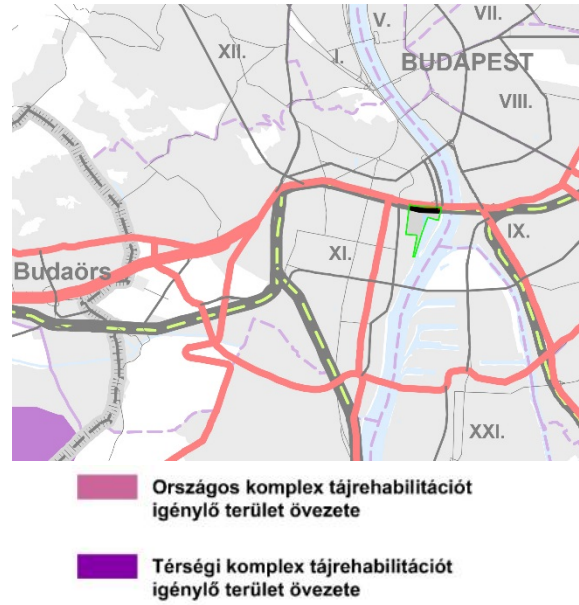 V.
VII.
XII.
I.
BUDAPEST
VIII.
IX.
XI.
Budaörs
XXI.
Országos komplex tájrehabilitációt
igénylő terület övezete
Térségi komplex tájrehabilitációt
igénylő terület övezete